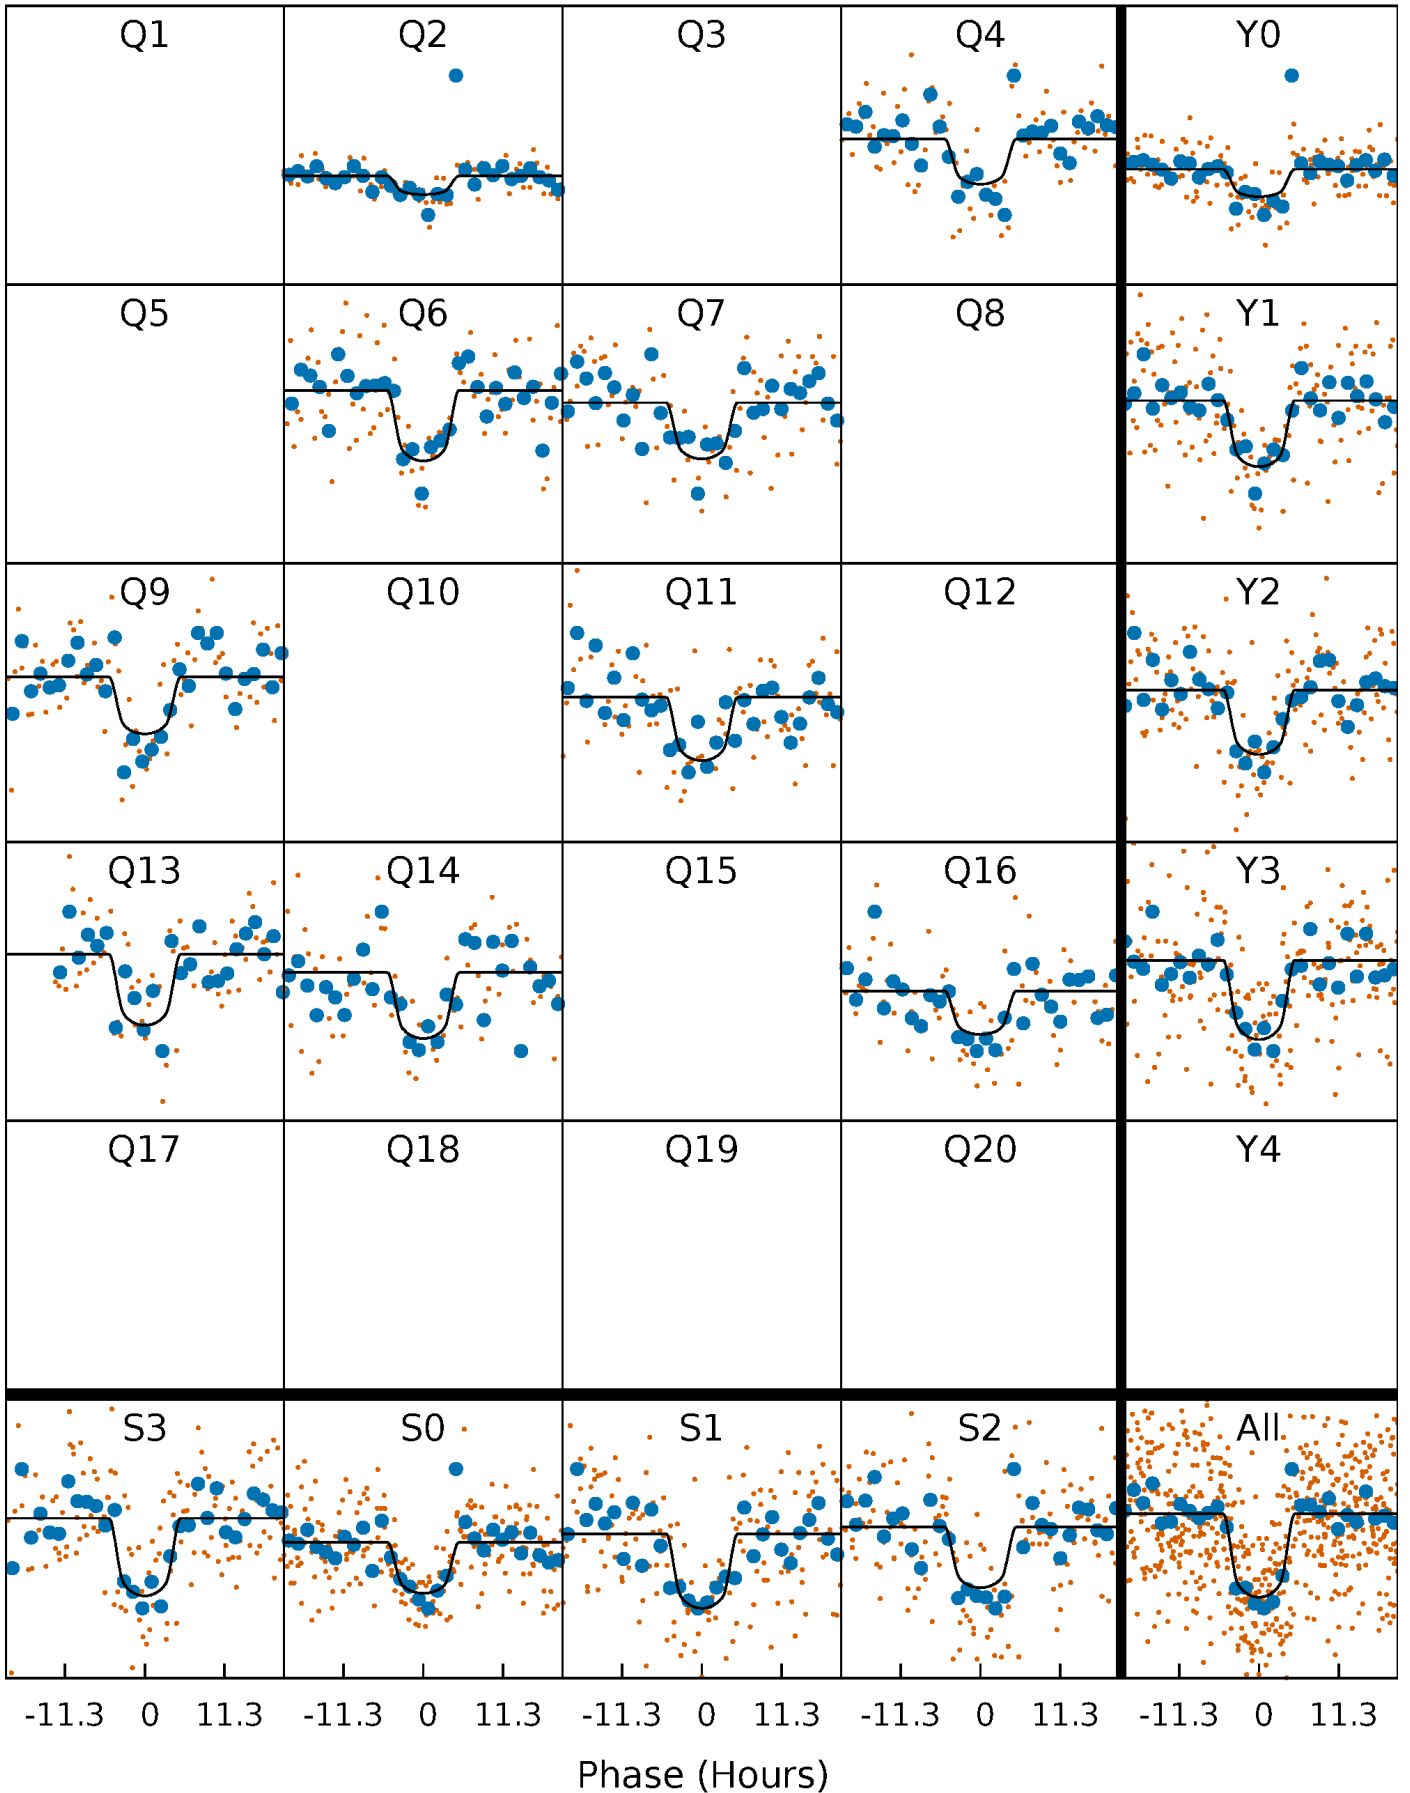 Q1 Q2 Q3 Q4 Y0
Q5 Q6 Q7 Q8 Y1
Q9 Q10 Q11 Q12 Y2
Q13 Q14 Q15 Q16 Y3
Q17 Q18 Q19 Q20 Y4
S3 S0 S1 S2 All
-11.3 0 11.3 -11.3 0 11.3 -11.3 0 11.3 -11.3 0 11.3 -11.3 0 11.3
Phase (Hours)